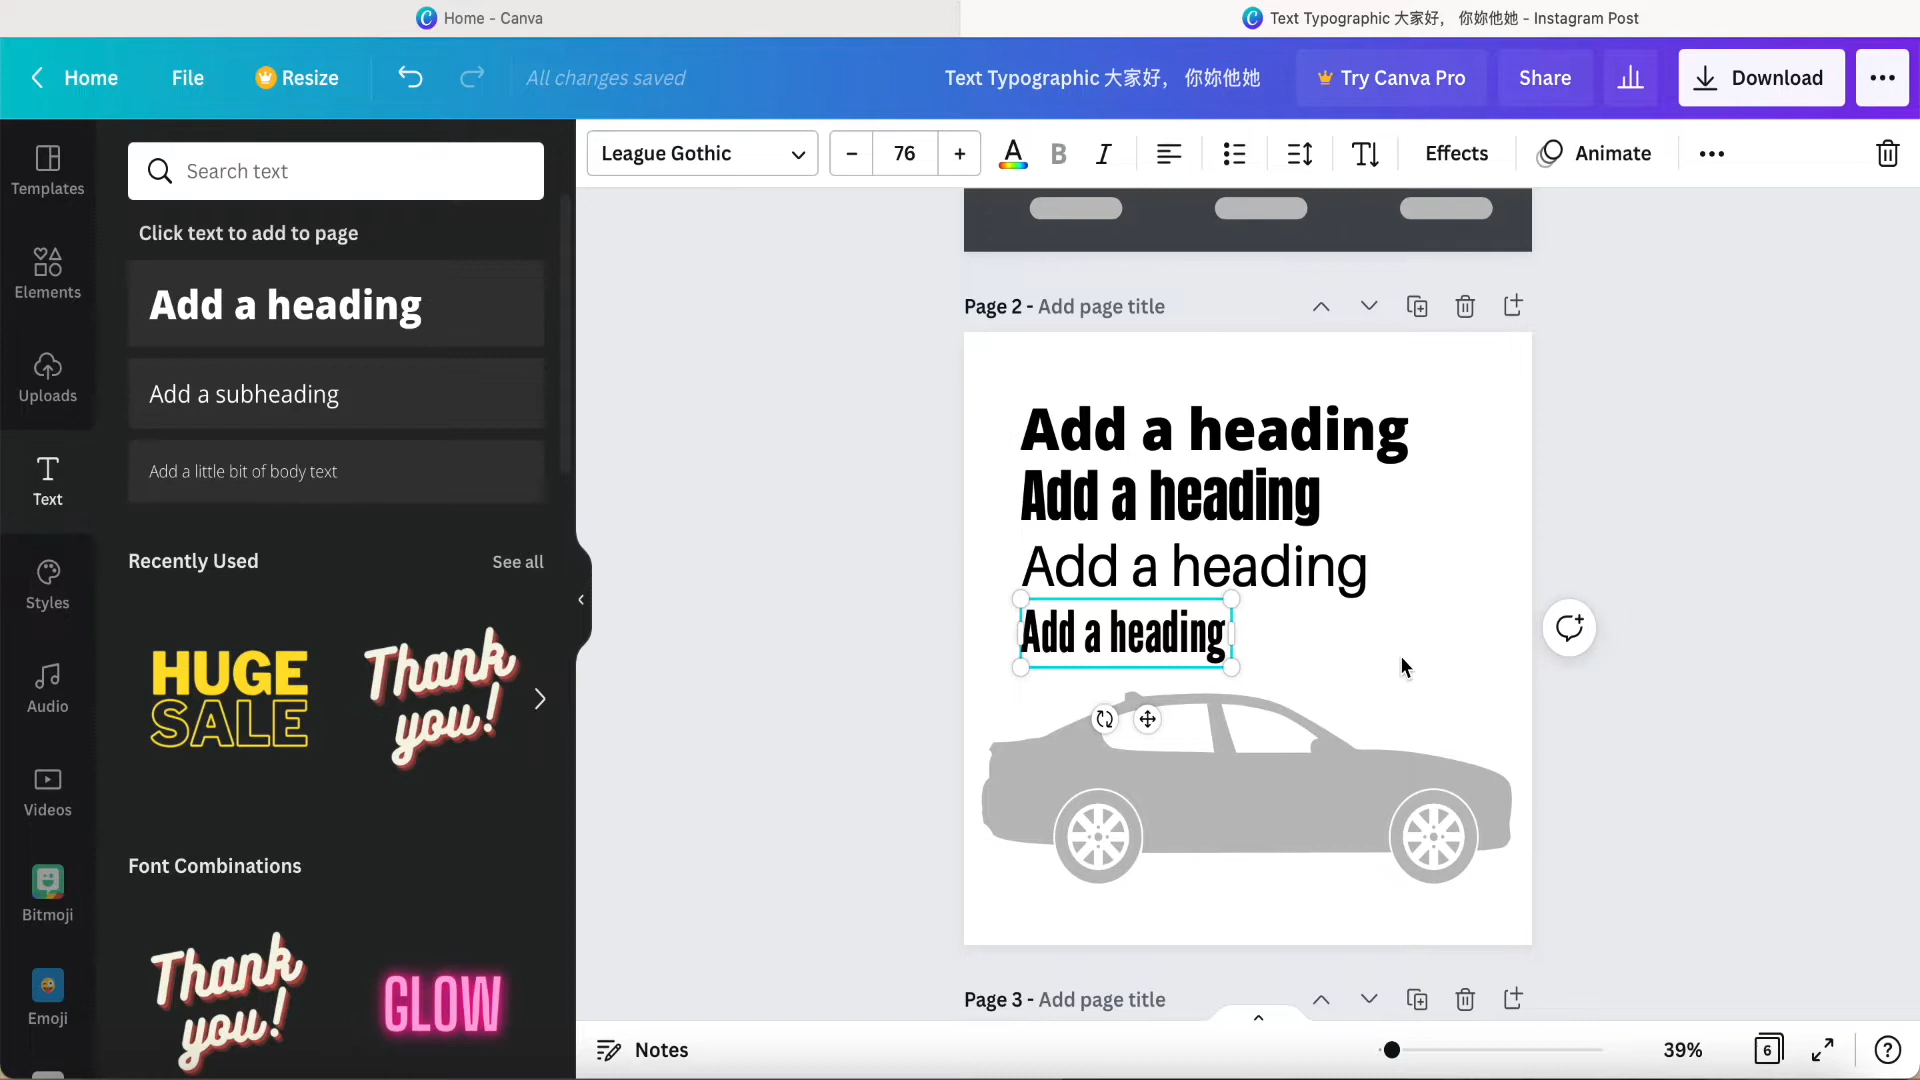 Home - Canva
Text Typographic 大家好， 你妳他她 - Instagram Post
Home
File
Resize
All changes saved
Text Typographic 大家好， 你妳他她
Try Canva Pro
Share
Download
League Gothic
76
A
B
I
Effects
Animate
Templates
Elements
Uploads
Text
Styles
Audio
Videos
Bitmoji
Emoji
Search text
Click text to add to page
Add a heading
Add a subheading
Add a little bit of body text
Recently Used
See all
HUGE
SALE
Thank
you!
Font Combinations
Thank
you!
GLOW
Page 2 - Add page title
Add a heading
Add a heading
Add a heading
Add a heading
Page 3 - Add page title
Notes
39%
6